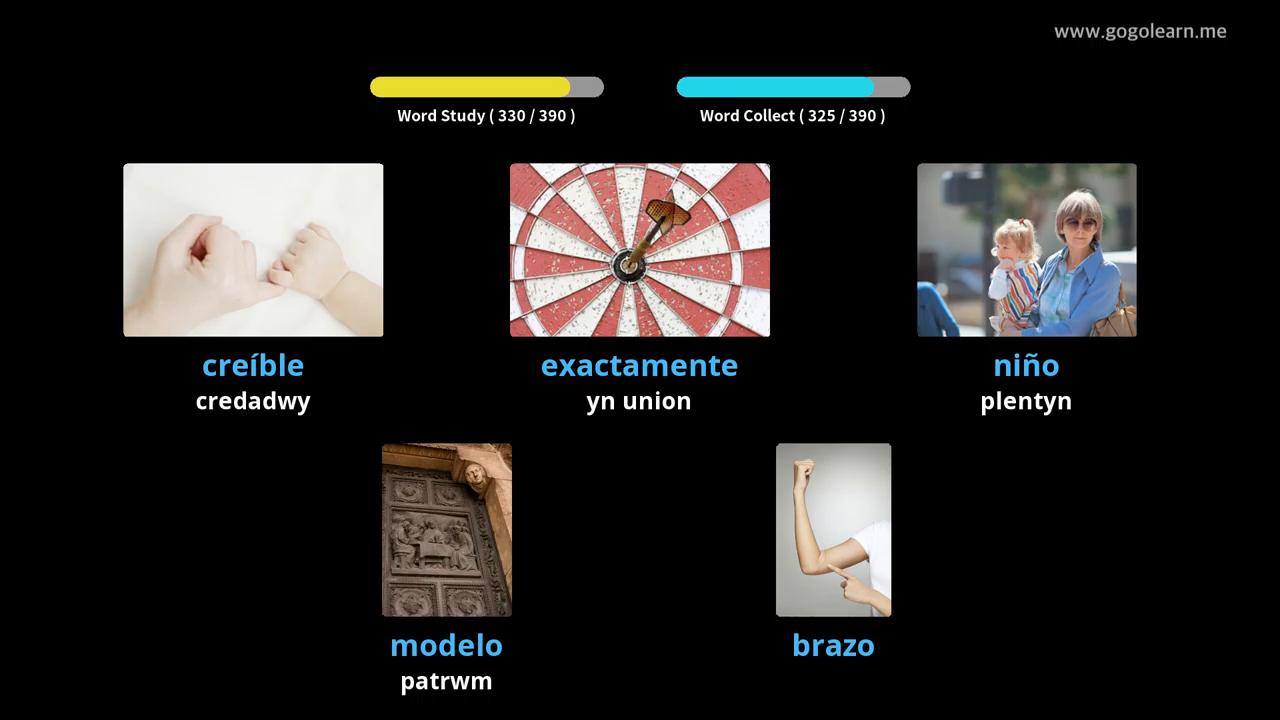 www.gogolearn.me
Word Study ( 330 / 390 )
Word Collect ( 325 / 390 )
creíble
credadwy
exactamente
yn union
niño
plentyn
modelo
patrwm
brazo